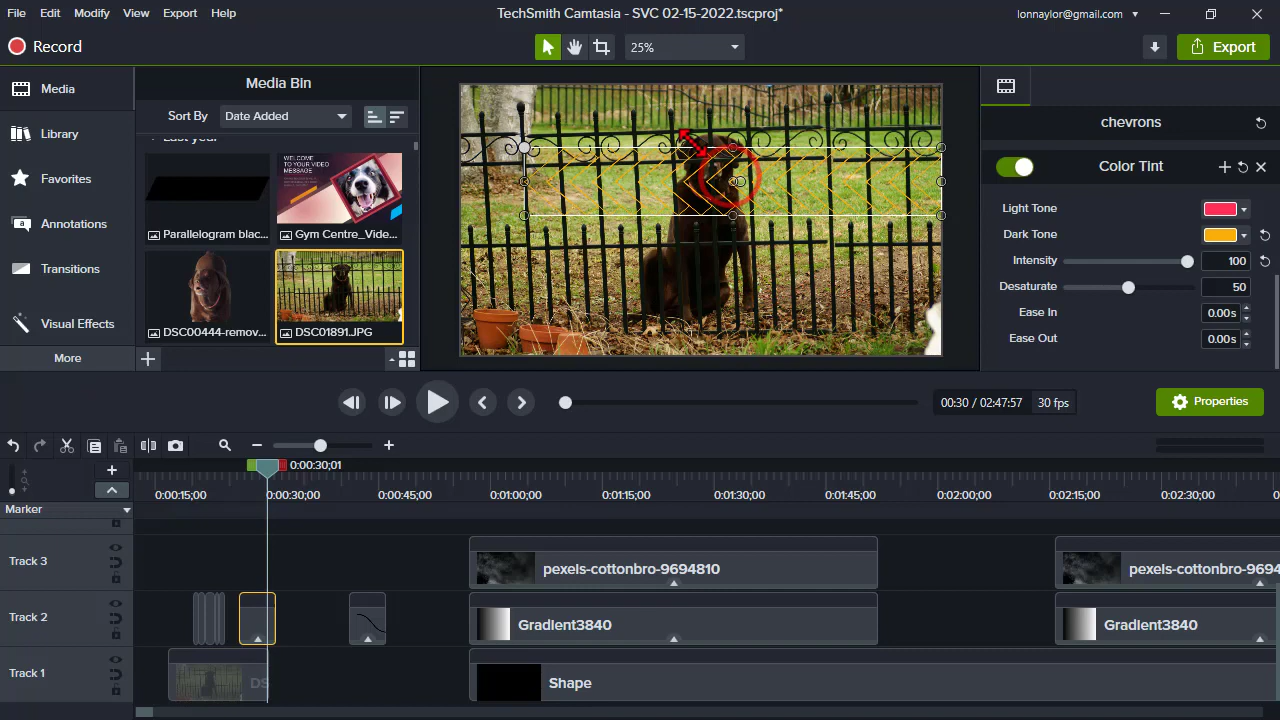 File Edit Modify View Export Help
TechSmith Camtasia - SVC 02-15-2022.tscproj*
lonnaylor@gmail.com
Record
25%
Export
Media
Library
Favorites
Annotations
Transitions
Visual Effects
More
Media Bin
Sort By
Date Added
Last year
Parallelogram blac...
WELCOME
TO YOUR VIDEO
MESSAGE
Gym Centre_Vide...
DSC00444-remov...
DSC01891.JPG
chevrons
Color Tint
Light Tone
Dark Tone
Intensity 100
Desaturate 50
Ease In 0.00s
Ease Out 0.00s
00:30 / 02:47:57 30 fps
Properties
0:00:30;01
0:00:15;00 0:00:30;00 0:00:45;00 0:01:00;00 0:01:15;00 0:01:30;00 0:01:45;00 0:02:00;00 0:02:15;00 0:02:30;00
Marker
Track 3
pexels-cottonbro-9694810
pexels-cottonbro-9694
Track 2
Gradient3840
Gradient3840
Track 1
DS
Shape